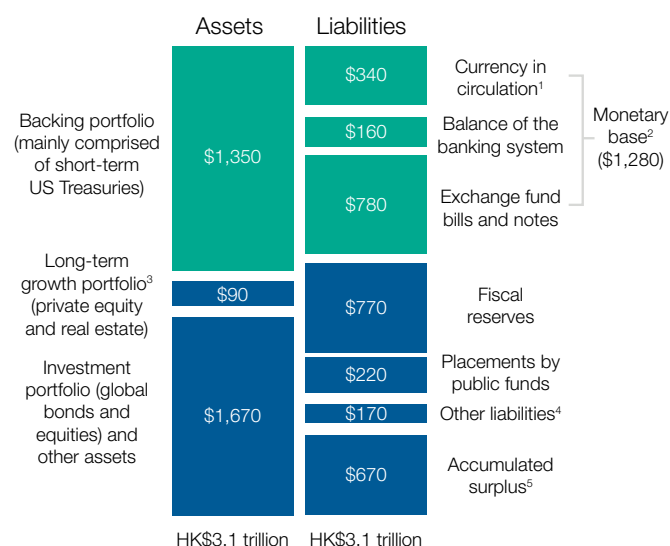 Assets
Liabilities
Backing portfolio
(mainly comprised
of short-term
US Treasuries)
$1,350
$340
Currency in
circulation¹
$160
Balance of the
banking system
$780
Exchange fund
bills and notes
Monetary
base²
($1,280)
Long-term
growth portfolio³
(private equity
and real estate)
$90
$770
Fiscal
reserves
Investment
portfolio (global
bonds and
equities) and
other assets
$1,670
$220
Placements by
public funds
$170
Other liabilities⁴
$670
Accumulated
surplus⁵
HK$3.1 trillion
HK$3.1 trillion